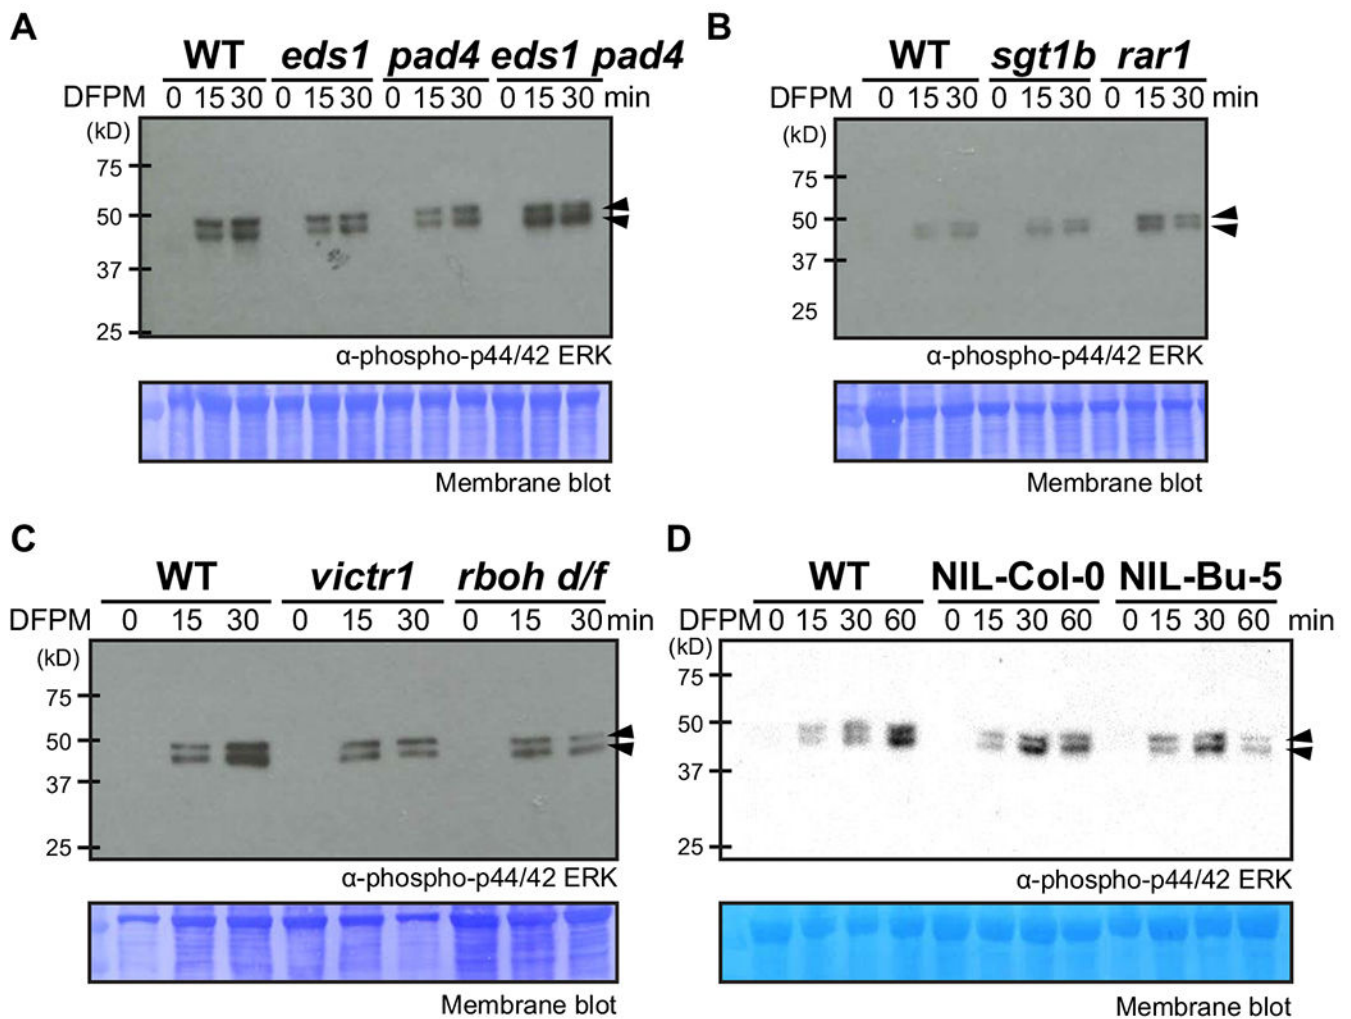 A
WT eds1 pad4 eds1 pad4
DFPM 0 15 30 0 15 30 0 15 30 0 15 30 min
(kD)
75
50
37
25
α-phospho-p44/42 ERK
Membrane blot
B
WT sgt1b rar1
DFPM 0 15 30 0 15 30 0 15 30 min
(kD)
75
50
37
25
α-phospho-p44/42 ERK
Membrane blot
C
WT victr1 rboh d/f
DFPM 0 15 30 0 15 30 0 15 30 min
(kD)
75
50
37
25
α-phospho-p44/42 ERK
Membrane blot
D
WT NIL-Col-0 NIL-Bu-5
DFPM 0 15 30 60 0 15 30 60 0 15 30 60 min
(kD)
75
50
37
25
α-phospho-p44/42 ERK
Membrane blot